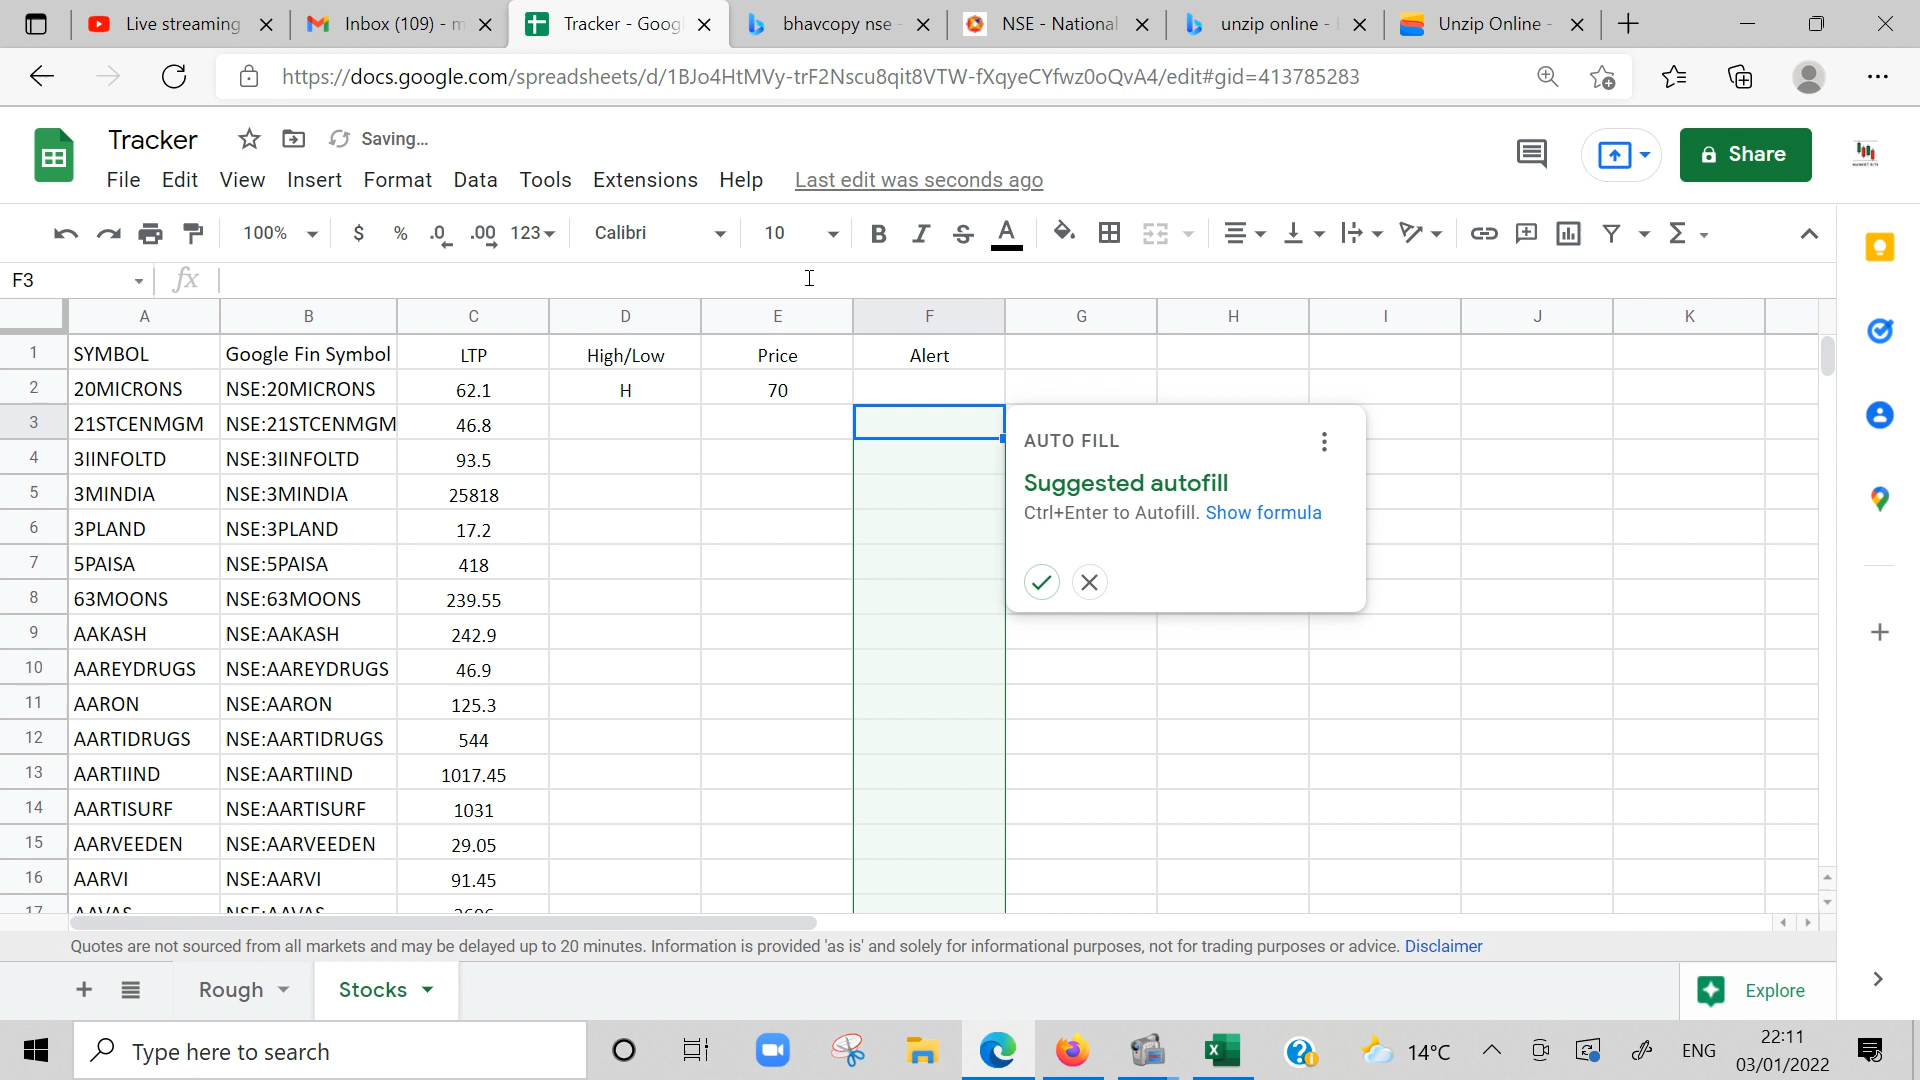 Live streaming
Inbox (109) - m
Tracker - Goog
bhavcopy nse -
NSE - National
unzip online -
Unzip Online -
https://docs.google.com/spreadsheets/d/1BJo4HtMVy-trF2Nscu8qit8VTW-fXqyeCYfwz0oQvA4/edit#gid=413785283
Tracker Saving...
File Edit View Insert Format Data Tools Extensions Help Last edit was seconds ago
Share
100% $ % .0 .00 123 Calibri 10 B I S A
F3 fx
A B C D E F G H I J K
1 SYMBOL Google Fin Symbol LTP High/Low Price Alert
2 20MICRONS NSE:20MICRONS 62.1 H 70
3 21STCENMGM NSE:21STCENMGM 46.8
4 3IINFOLTD NSE:3IINFOLTD 93.5
5 3MINDIA NSE:3MINDIA 25818
6 3PLAND NSE:3PLAND 17.2
7 5PAISA NSE:5PAISA 418
8 63MOONS NSE:63MOONS 239.55
9 AAKASH NSE:AAKASH 242.9
10 AAREYDRUGS NSE:AAREYDRUGS 46.9
11 AARON NSE:AARON 125.3
12 AARTIDRUGS NSE:AARTIDRUGS 544
13 AARTIIND NSE:AARTIIND 1017.45
14 AARTISURF NSE:AARTISURF 1031
15 AARVEEDEN NSE:AARVEEDEN 29.05
16 AARVI NSE:AARVI 91.45
17 AAVAS NSE:AAVAS
AUTO FILL
Suggested autofill
Ctrl+Enter to Autofill. Show formula
Quotes are not sourced from all markets and may be delayed up to 20 minutes. Information is provided 'as is' and solely for informational purposes, not for trading purposes or advice. Disclaimer
Rough Stocks Explore
Type here to search
14°C ENG
22:11
03/01/2022